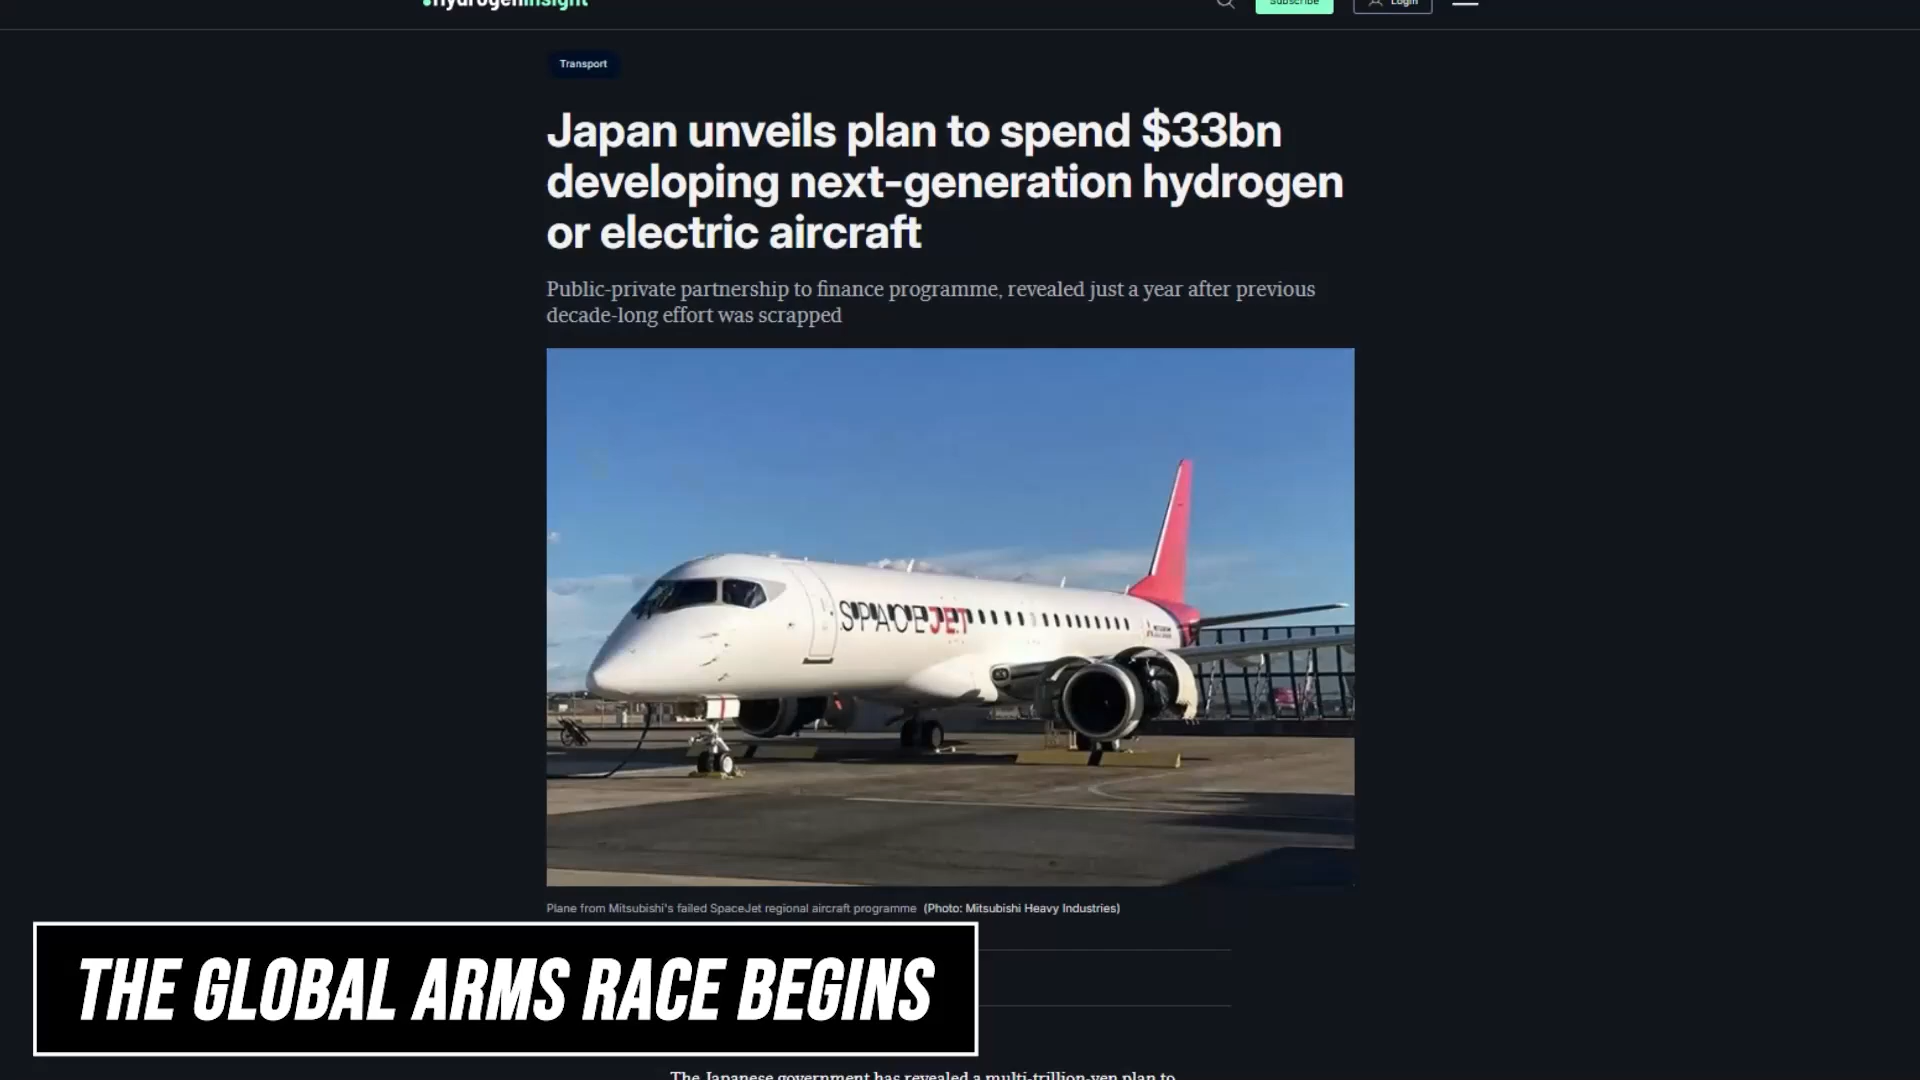 hydrogeninsight
Subscribe
Login
Transport
Japan unveils plan to spend $33bn
developing next-generation hydrogen
or electric aircraft
Public-private partnership to finance programme, revealed just a year after previous
decade-long effort was scrapped
SPACEJET
Plane from Mitsubishi's failed SpaceJet regional aircraft programme (Photo: Mitsubishi Heavy Industries)
THE GLOBAL ARMS RACE BEGINS
The Japanese government has revealed a multi-trillion-yen plan to